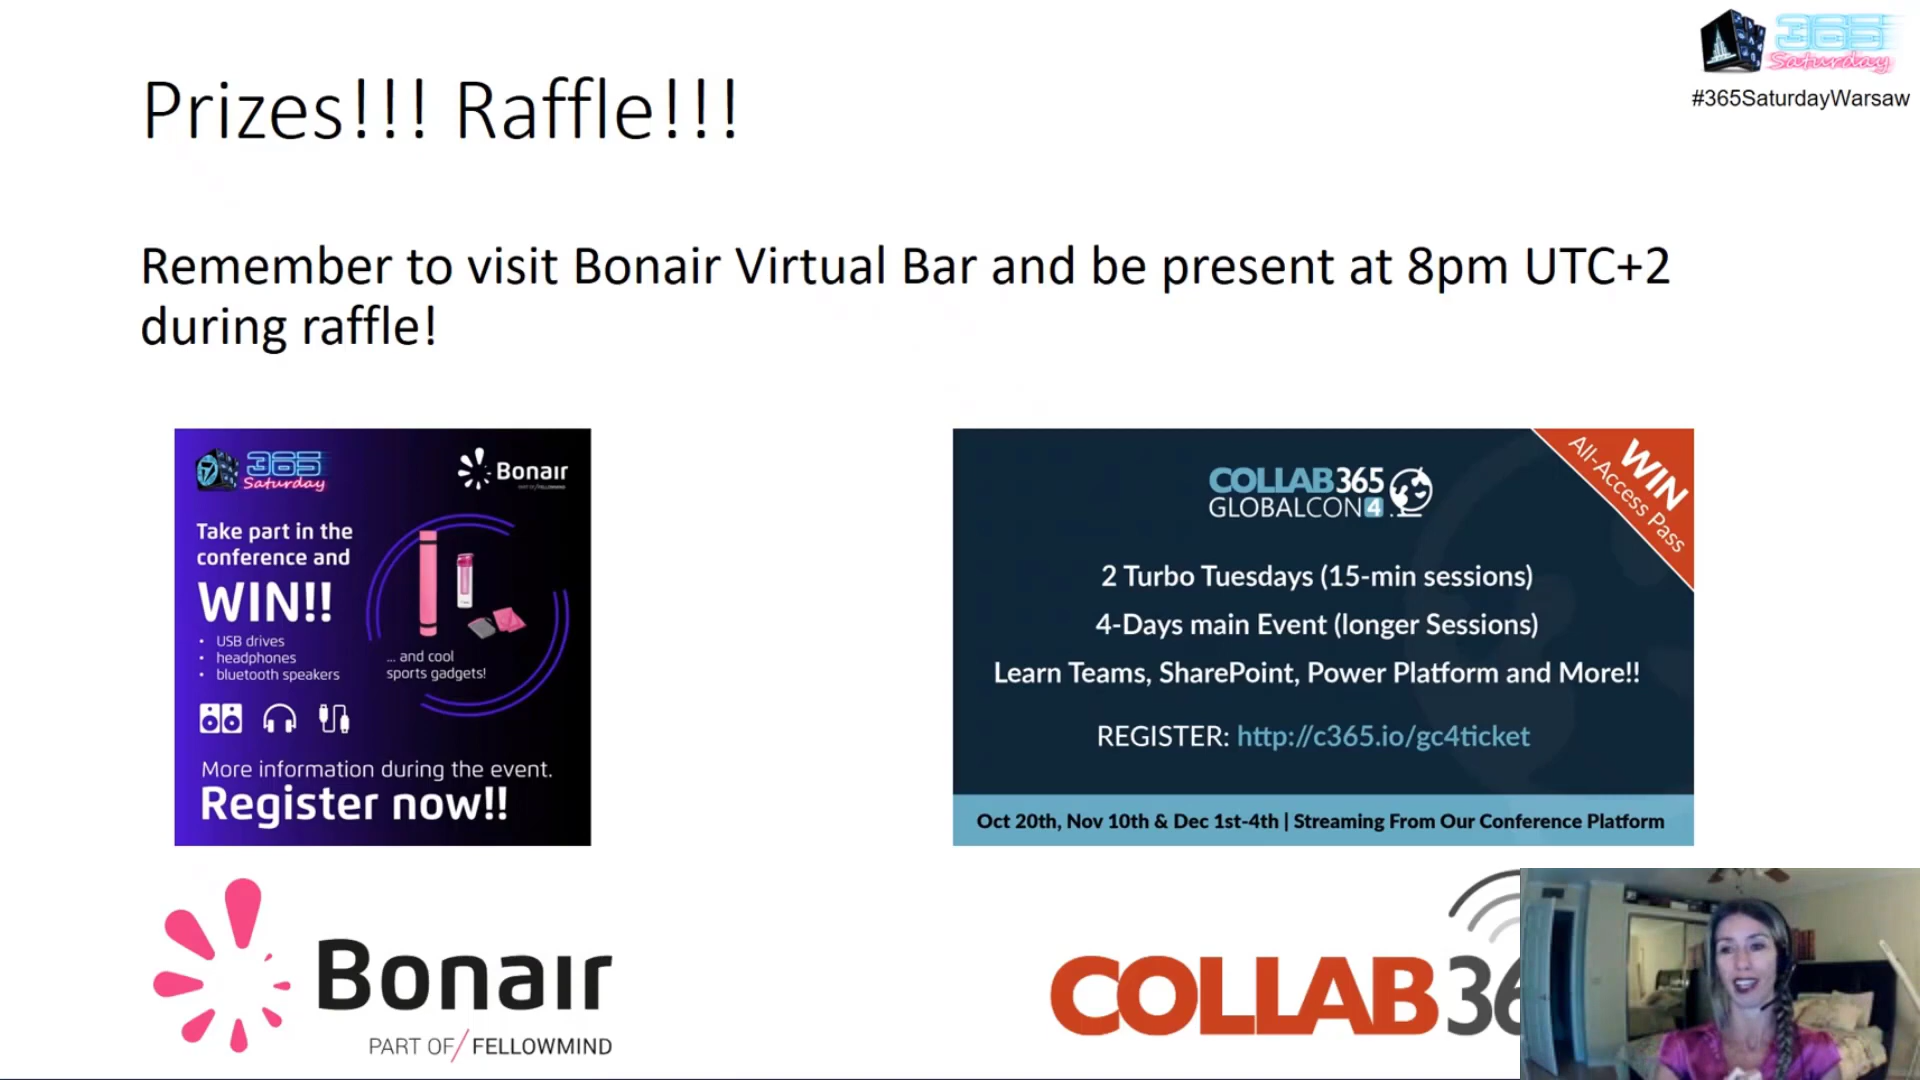 365
Saturday
#365SaturdayWarsaw
Prizes!!! Raffle!!!
Remember to visit Bonair Virtual Bar and be present at 8pm UTC+2
during raffle!
365
Saturday
Bonair
Take part in the
conference and
WIN!!
• USB drives
• headphones
• bluetooth speakers
... and cool
sports gadgets!
More information during the event.
Register now!!
WIN
All-Access Pass
COLLAB365
GLOBALCON4
2 Turbo Tuesdays (15-min sessions)
4-Days main Event (longer Sessions)
Learn Teams, SharePoint, Power Platform and More!!
REGISTER: http://c365.io/gc4ticket
Oct 20th, Nov 10th & Dec 1st-4th | Streaming From Our Conference Platform
Bonair
PART OF/FELLOWMIND
COLLAB36